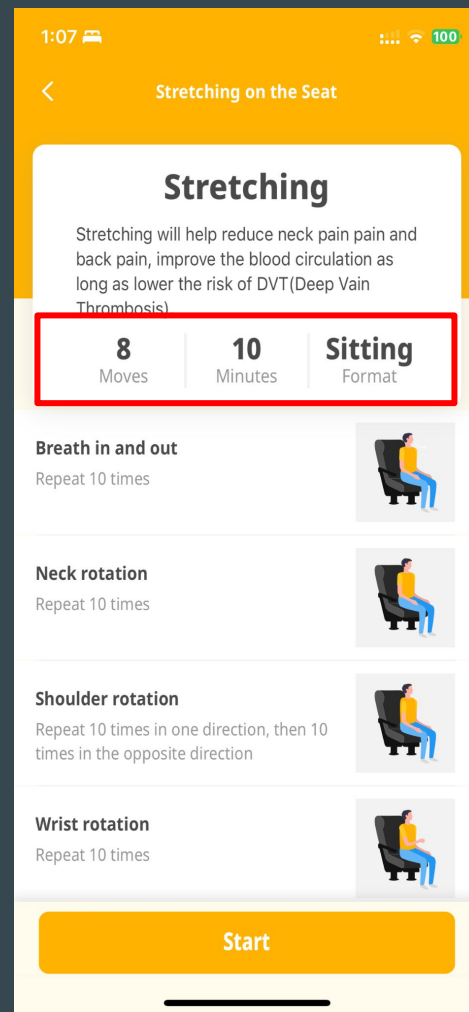 1:07
100
Stretching on the Seat
Stretching
Stretching will help reduce neck pain pain and
back pain, improve the blood circulation as
long as lower the risk of DVT(Deep Vain
Thrombosis)
8
10
Sitting
Moves
Minutes
Format
Breath in and out
Repeat 10 times
Neck rotation
Repeat 10 times
Shoulder rotation
Repeat 10 times in one direction, then 10
times in the opposite direction
Wrist rotation
Repeat 10 times
Start